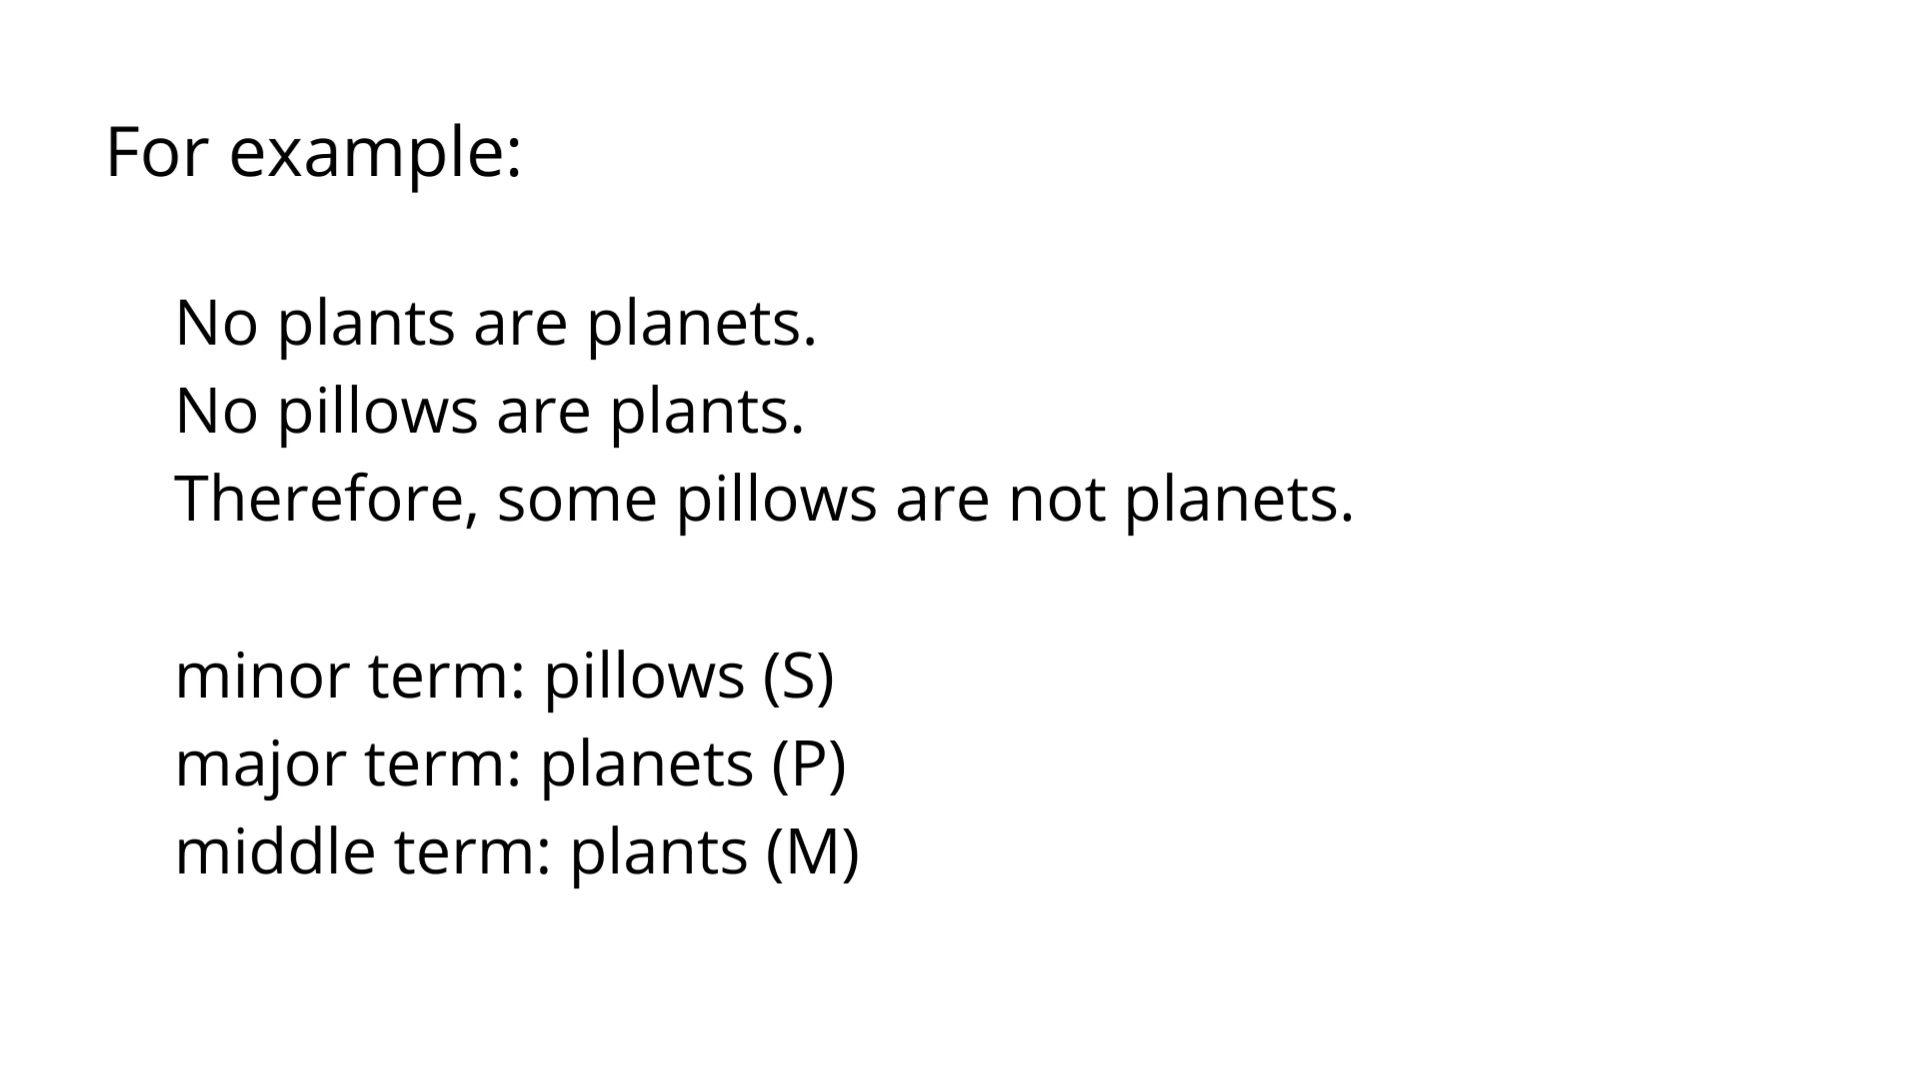 For example:
No plants are planets.
No pillows are plants.
Therefore, some pillows are not planets.
minor term: pillows (S)
major term: planets (P)
middle term: plants (M)